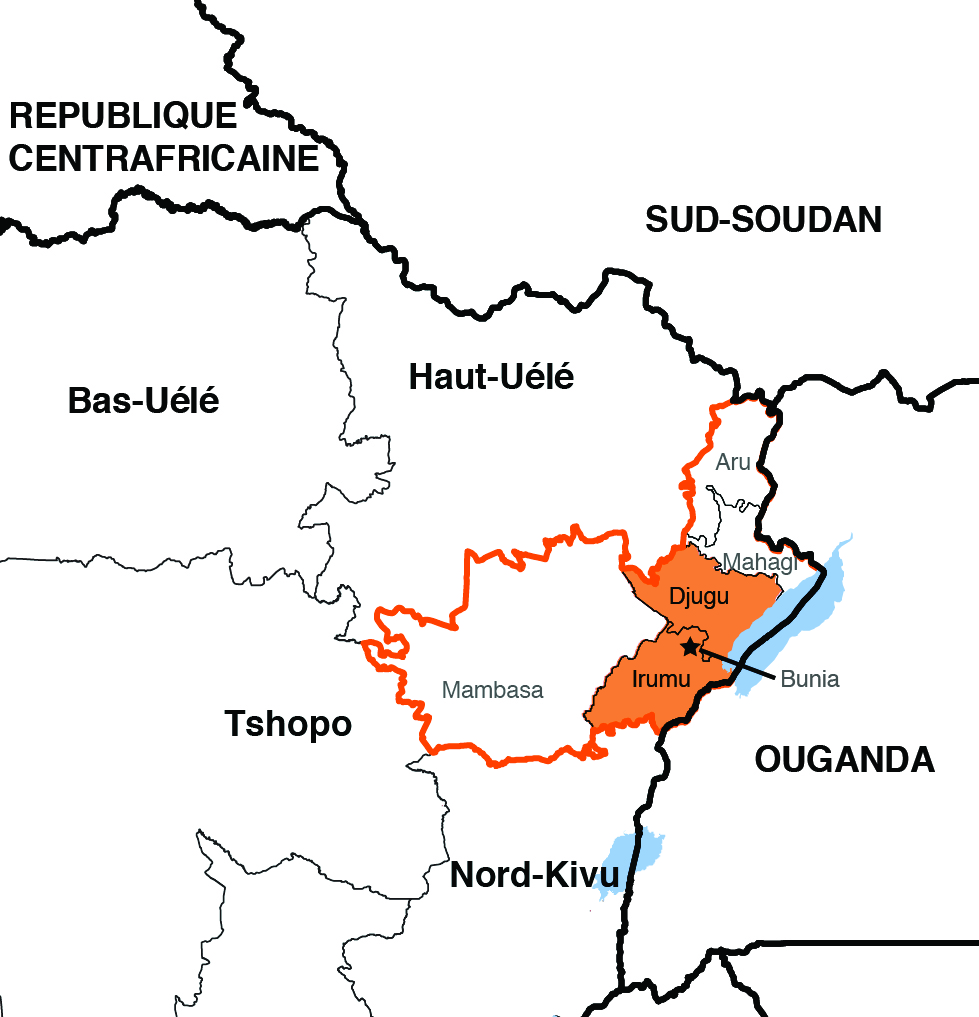 REPUBLIQUE
CENTRAFRICAINE
SUD-SOUDAN
Haut-Uélé
Bas-Uélé
Aru
Mahagi
Djugu
Irumu
Bunia
Mambasa
Tshopo
OUGANDA
Nord-Kivu